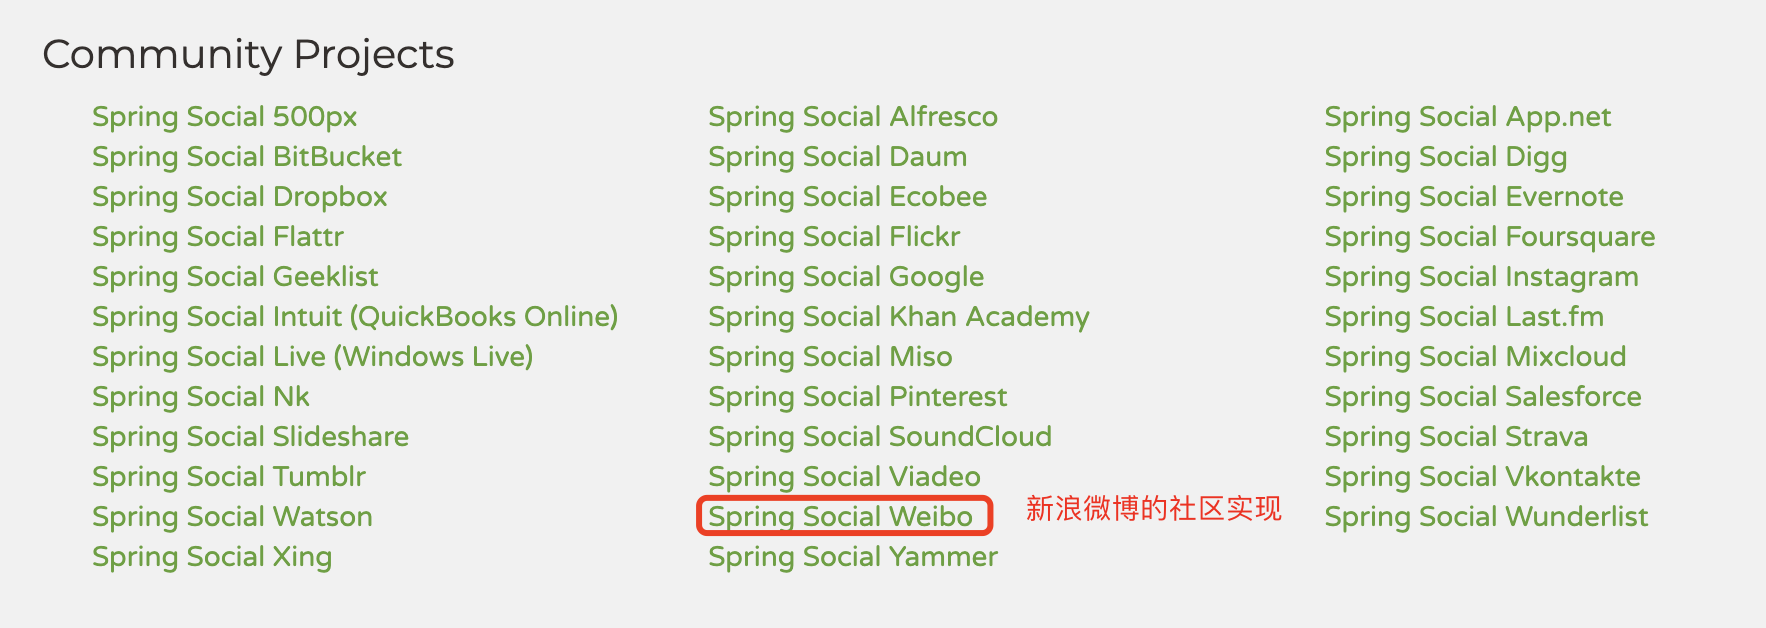 Community Projects
Spring Social 500px
Spring Social Alfresco
Spring Social App.net
Spring Social BitBucket
Spring Social Daum
Spring Social Digg
Spring Social Dropbox
Spring Social Ecobee
Spring Social Evernote
Spring Social Flattr
Spring Social Flickr
Spring Social Foursquare
Spring Social Geeklist
Spring Social Google
Spring Social Instagram
Spring Social Intuit (QuickBooks Online)
Spring Social Khan Academy
Spring Social Last.fm
Spring Social Live (Windows Live)
Spring Social Miso
Spring Social Mixcloud
Spring Social Nk
Spring Social Pinterest
Spring Social Salesforce
Spring Social Slideshare
Spring Social SoundCloud
Spring Social Strava
Spring Social Tumblr
Spring Social Viadeo
Spring Social Vkontakte
Spring Social Watson
Spring Social Weibo
新浪微博的社区实现
Spring Social Wunderlist
Spring Social Xing
Spring Social Yammer